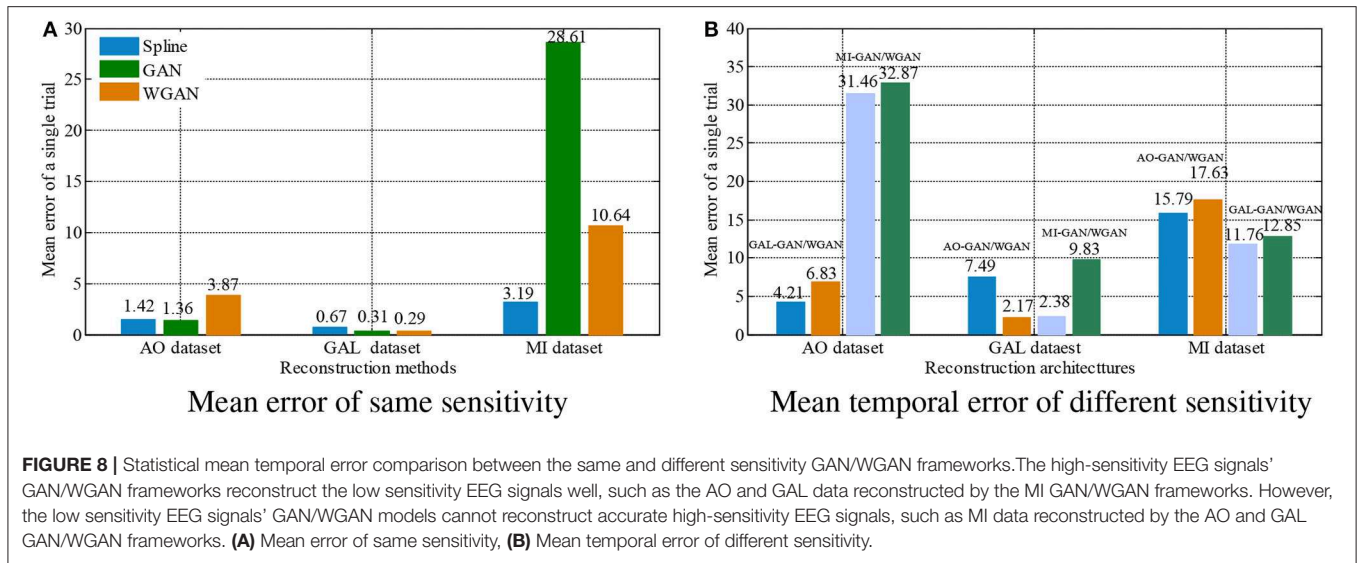 A
Mean error of a single trial
30
25
20
15
10
5
0
Spline
GAN
WGAN
1.42
1.36
3.87
0.67
0.31
0.29
3.19
28.61
10.64
AO dataset
GAL dataset
MI dataset
Reconstruction methods
Mean error of same sensitivity
B
Mean error of a single trial
40
35
30
25
20
15
10
5
0
GAL-GAN/WGAN
4.21
6.83
MI-GAN/WGAN
31.46
32.87
AO-GAN/WGAN
7.49
2.17
MI-GAN/WGAN
2.38
9.83
AO-GAN/WGAN
15.79
17.63
GAL-GAN/WGAN
11.76
12.85
AO dataset
GAL dataest
MI dataset
Reconstruction architecttures
Mean temporal error of different sensitivity
FIGURE 8 | Statistical mean temporal error comparison between the same and different sensitivity GAN/WGAN frameworks.The high-sensitivity EEG signals'
GAN/WGAN frameworks reconstruct the low sensitivity EEG signals well, such as the AO and GAL data reconstructed by the MI GAN/WGAN frameworks. However,
the low sensitivity EEG signals' GAN/WGAN models cannot reconstruct accurate high-sensitivity EEG signals, such as MI data reconstructed by the AO and GAL
GAN/WGAN frameworks. (A) Mean error of same sensitivity, (B) Mean temporal error of different sensitivity.